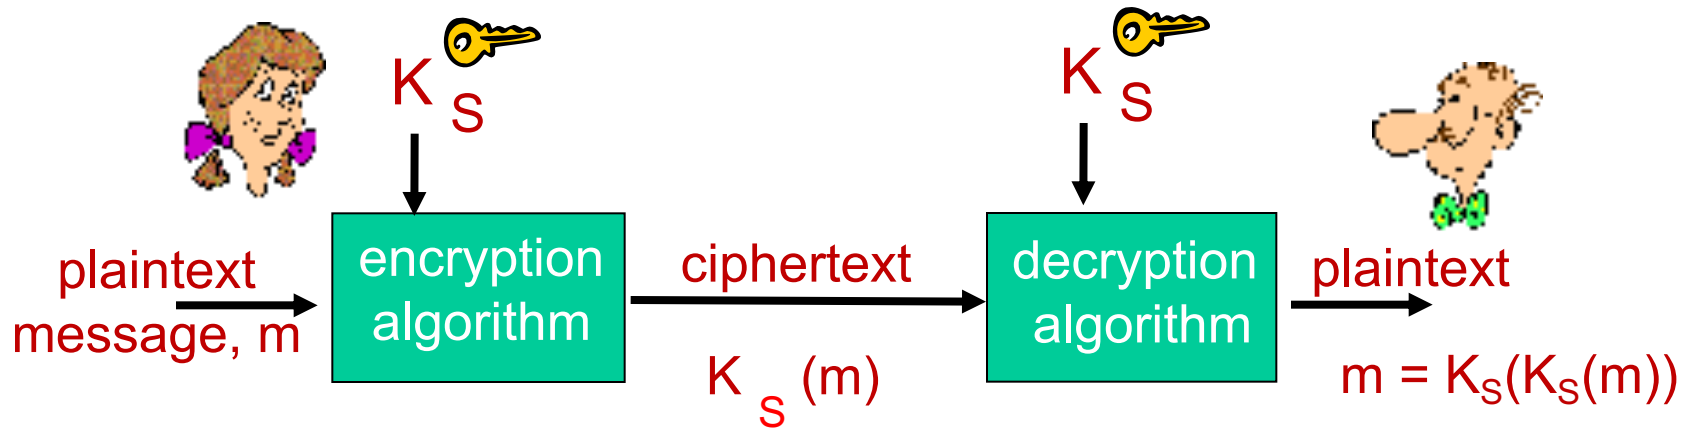 K S
K S
plaintext
message, m
encryption
algorithm
ciphertext
K S (m)
decryption
algorithm
plaintext
m = KS(KS(m))